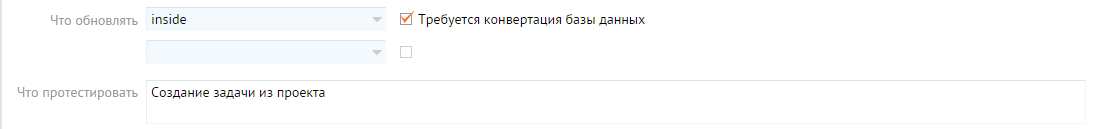 Что обновлять inside Требуется конвертация базы данных
Что протестировать Создание задачи из проекта